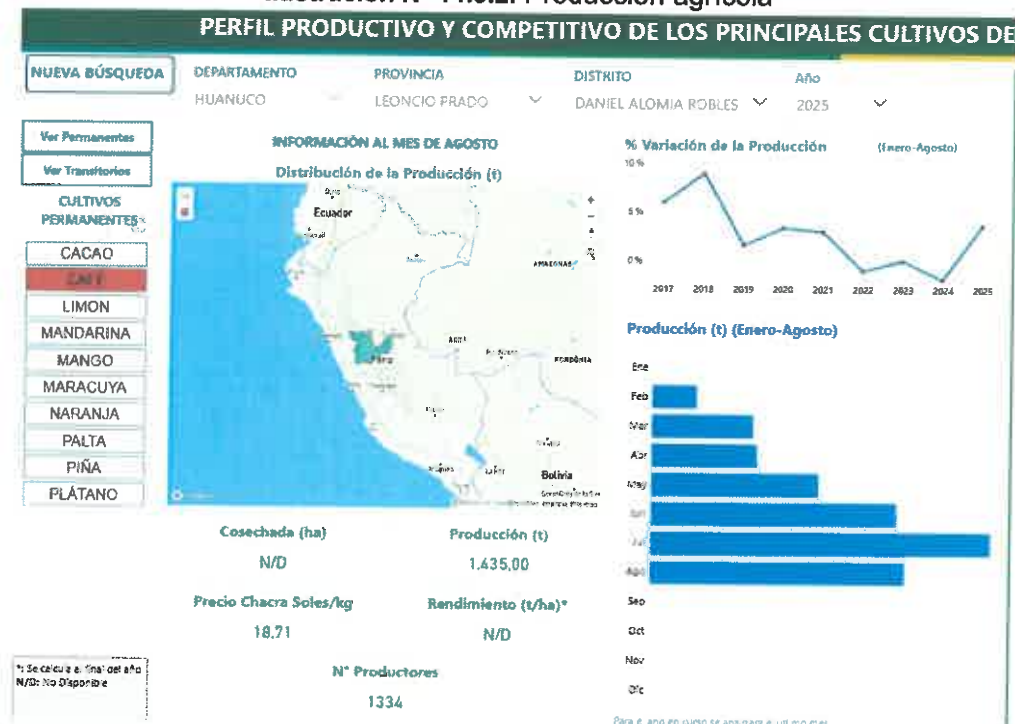 Producción agrícola
PERFIL PRODUCTIVO Y COMPETITIVO DE LOS PRINCIPALES CULTIVOS DE
NUEVA BÚSQUEDA
DEPARTAMENTO
HUANUCO
PROVINCIA
LEONCIO PRADO
DISTRITO
DANIEL ALOMIA ROBLES
Año
2025
Ver Permanentes
Ver Transitorios
CULTIVOS
PERMANENTES
CACAO
CAFE
LIMON
MANDARINA
MANGO
MARACUYA
NARANJA
PALTA
PIÑA
PLÁTANO
INFORMACIÓN AL MES DE AGOSTO
Distribución de la Producción (t)
Ecuador
AMAZONAS
ACRE
RONDÔNIA
Perú
Bolivia
Cosechada (ha)
N/D
Producción (t)
1.435,00
Precio Chacra Soles/kg
18,71
Rendimiento (t/ha)*
N/D
N° Productores
1334
*: Se calcula al final del año
N/D: No Disponible
% Variación de la Producción
(Enero-Agosto)
10 %
5 %
0 %
2017 2018 2019 2020 2021 2022 2023 2024 2025
Producción (t) (Enero-Agosto)
Ene
Feb
Mar
Abr
May
Jun
Jul
Ago
Sep
Oct
Nov
Dic